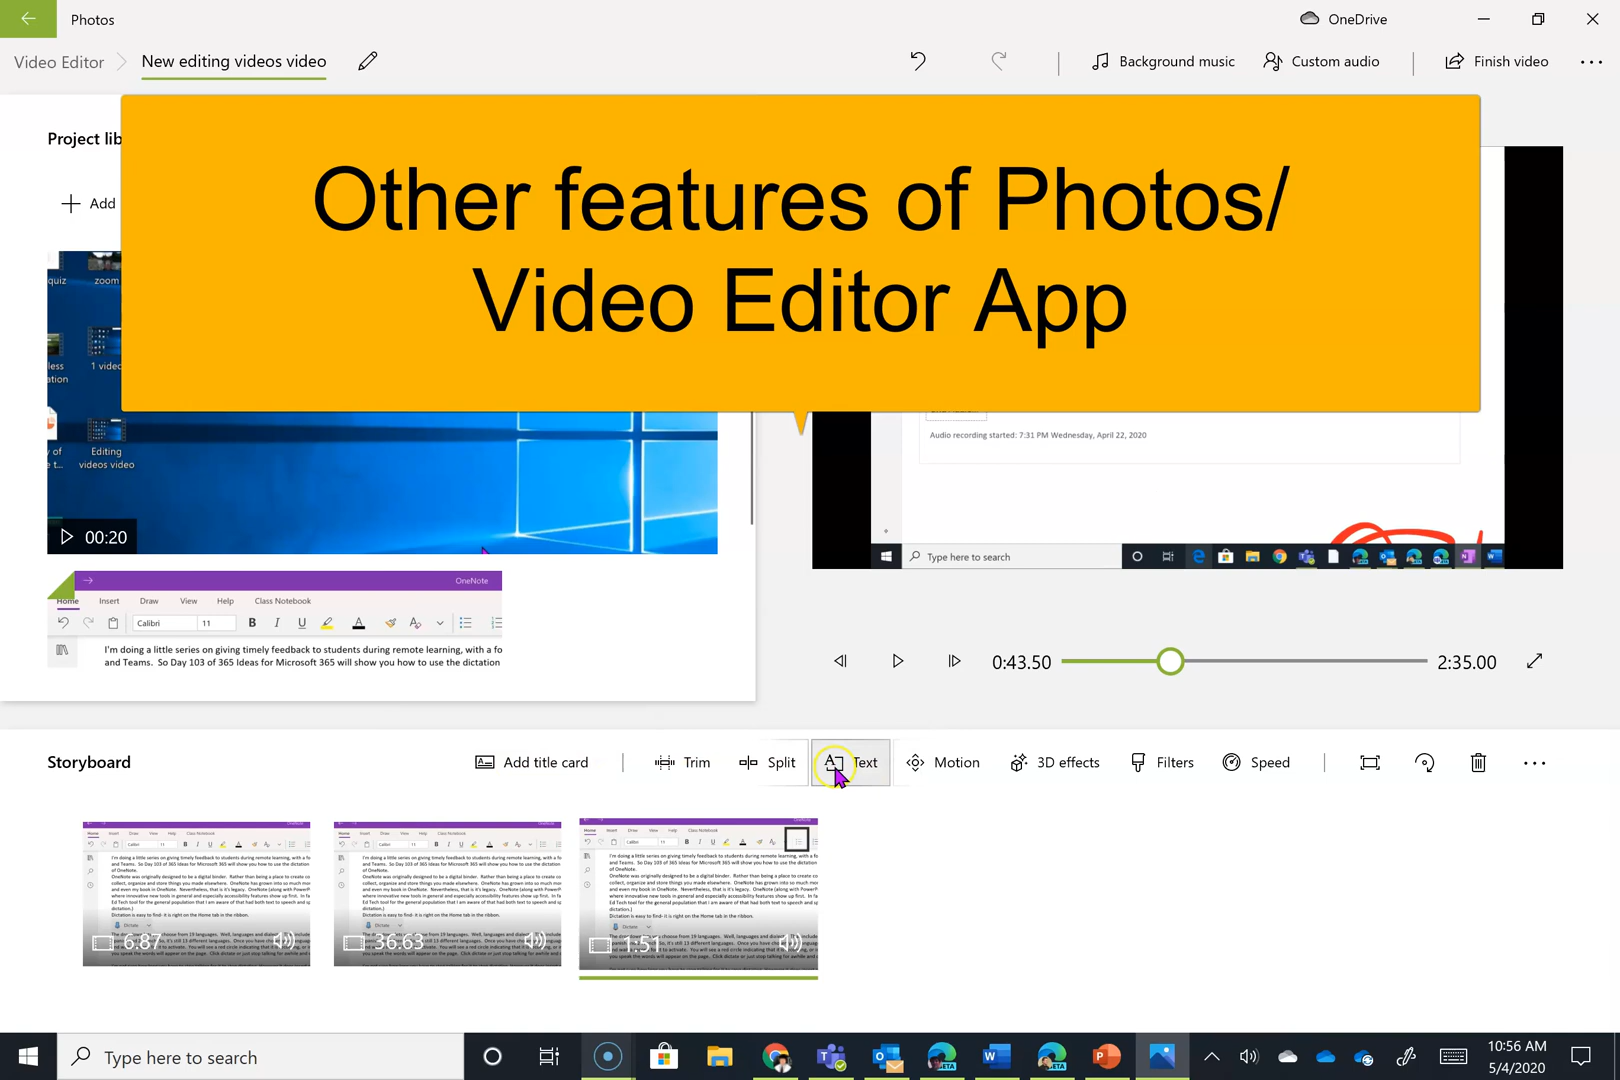 Photos
OneDrive
Video Editor
New editing videos video
Background music
Custom audio
Finish video
Project lib
Other features of Photos/
Video Editor App
Add
quiz
zoom
less
ation
1 videc
y of
e t...
Editing
videos video
00:20
Audio recording started: 7:31 PM Wednesday, April 22, 2020
Type here to search
OneNote
Home Insert Draw View Help Class Notebook
Calibri 11 B I U A
I'm doing a little series on giving timely feedback to students during remote learning, with a fo
and Teams. So Day 103 of 365 Ideas for Microsoft 365 will show you how to use the dictation
0:43.50
2:35.00
Storyboard
Add title card
Trim
Split
Text
Motion
3D effects
Filters
Speed
6.87
36.63
Type here to search
10:56 AM
5/4/2020